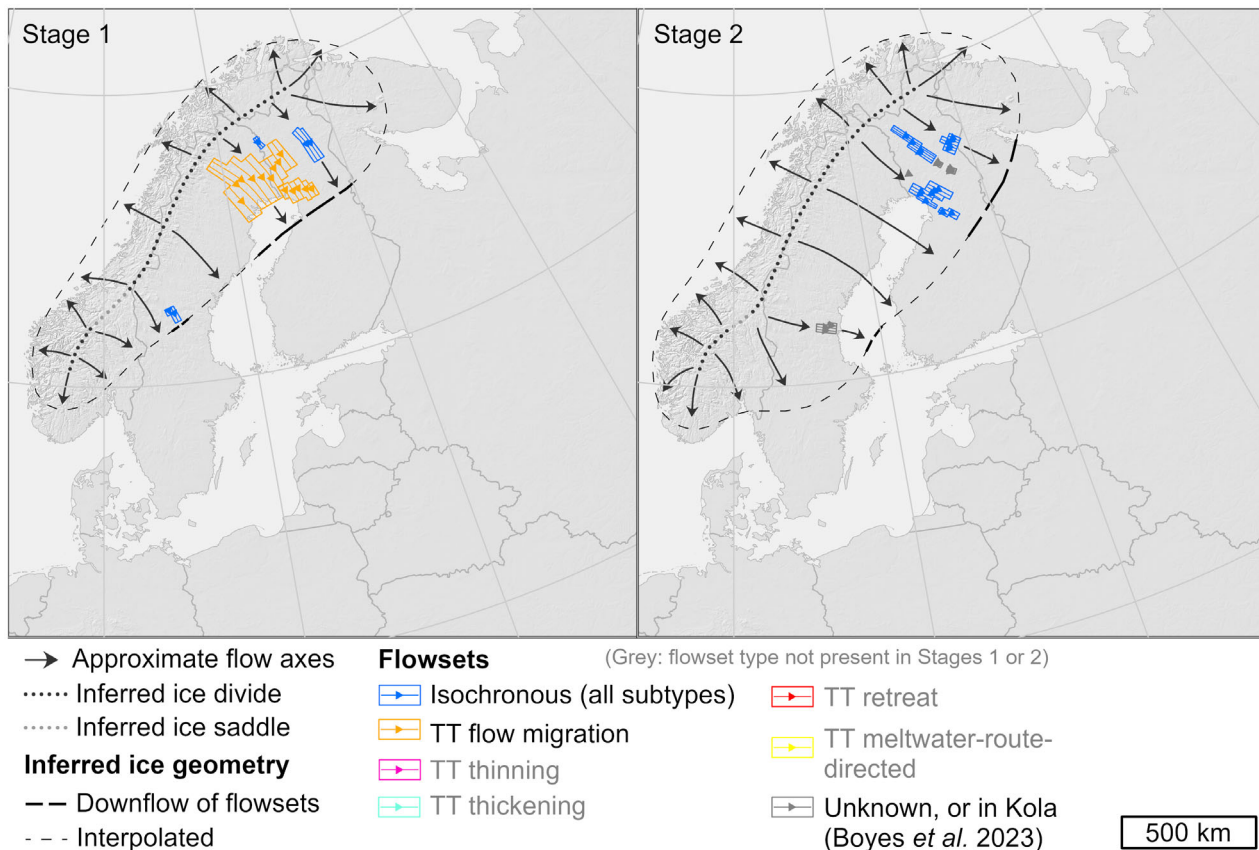 Stage 1
Stage 2
Approximate flow axes
Inferred ice divide
Inferred ice saddle
Inferred ice geometry
Downflow of flowsets
Interpolated
Flowsets
(Grey: flowset type not present in Stages 1 or 2)
Isochronous (all subtypes)
TT flow migration
TT thinning
TT thickening
TT retreat
TT meltwater-route-
directed
Unknown, or in Kola
(Boyes et al. 2023)
500 km